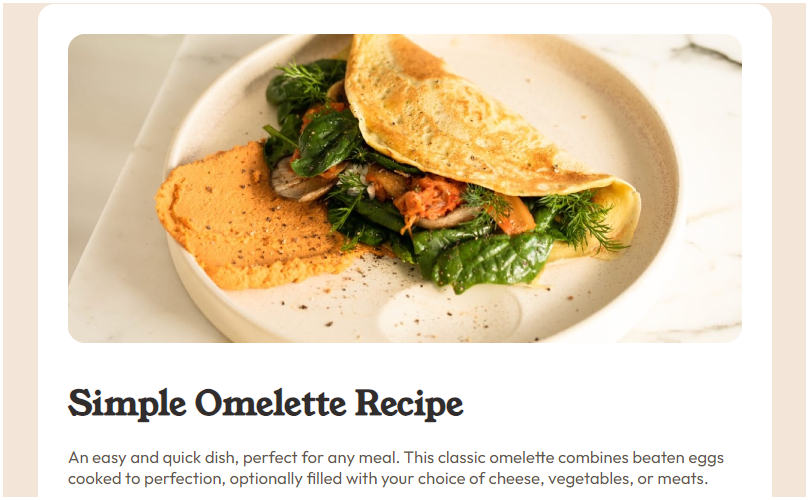 Simple Omelette Recipe
An easy and quick dish, perfect for any meal. This classic omelette combines beaten eggs
cooked to perfection, optionally filled with your choice of cheese, vegetables, or meats.